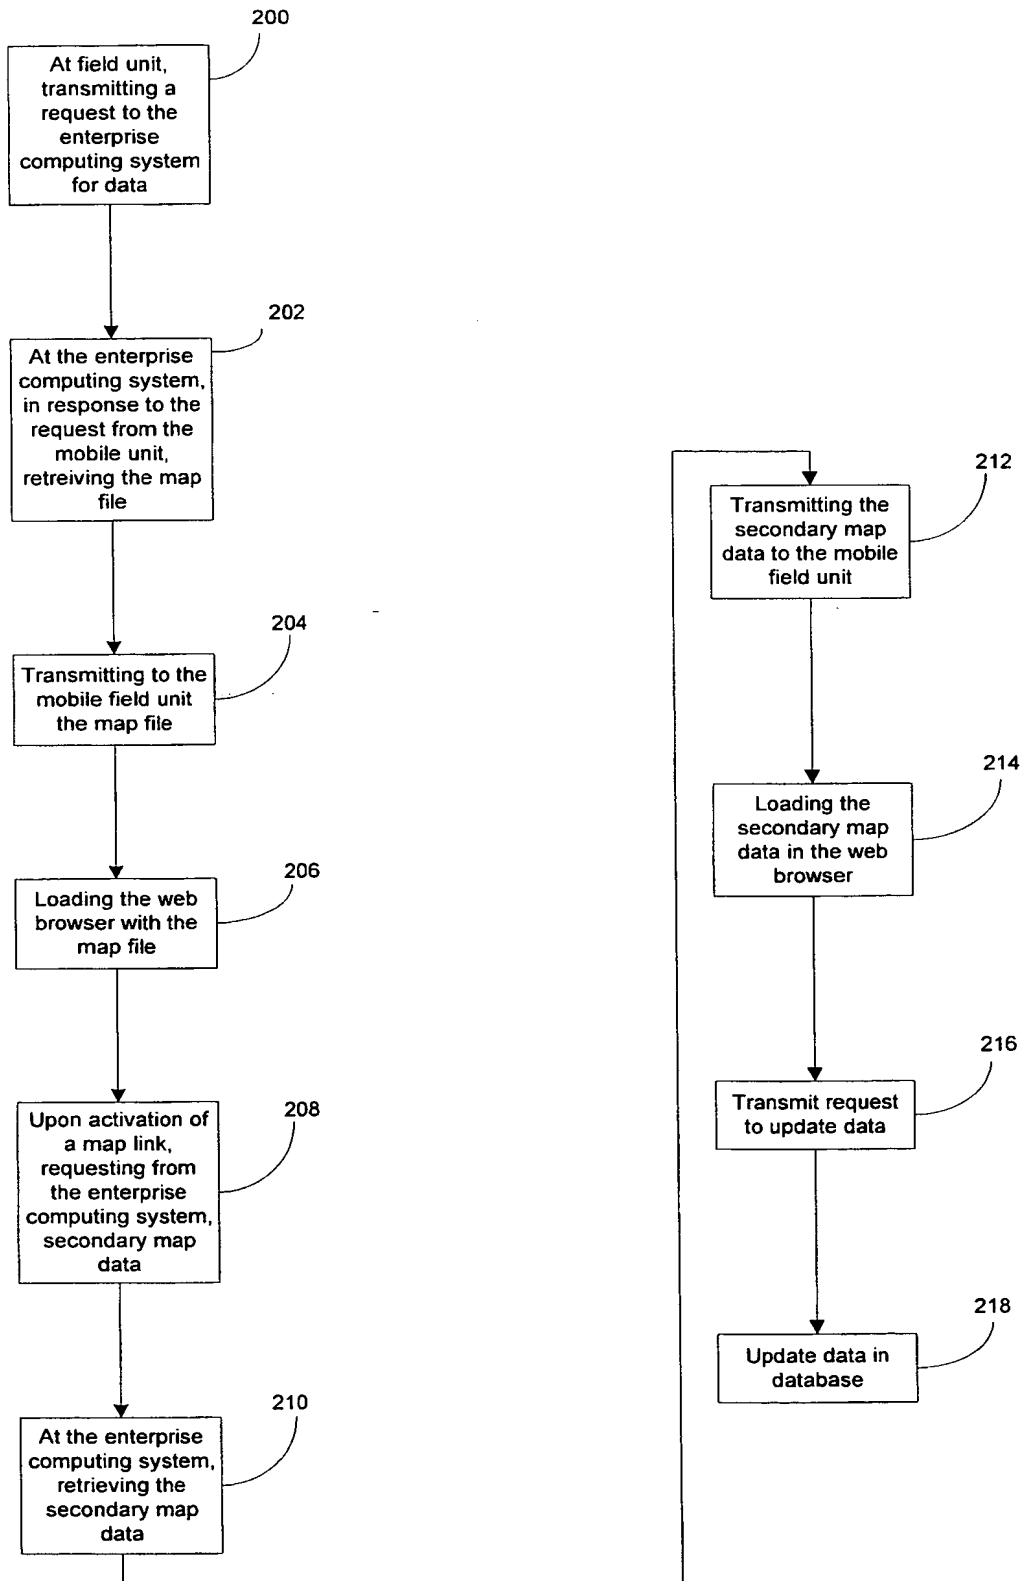 200
At field unit,
transmitting a
request to the
enterprise
computing system
for data
202
At the enterprise
computing system,
in response to the
request from the
mobile unit,
retreiving the map
file
204
Transmitting to the
mobile field unit
the map file
206
Loading the web
browser with the
map file
208
Upon activation of
a map link,
requesting from
the enterprise
computing system,
secondary map
data
210
At the enterprise
computing system,
retrieving the
secondary map
data
212
Transmitting the
secondary map
data to the mobile
field unit
214
Loading the
secondary map
data in the web
browser
216
Transmit request
to update data
218
Update data in
database